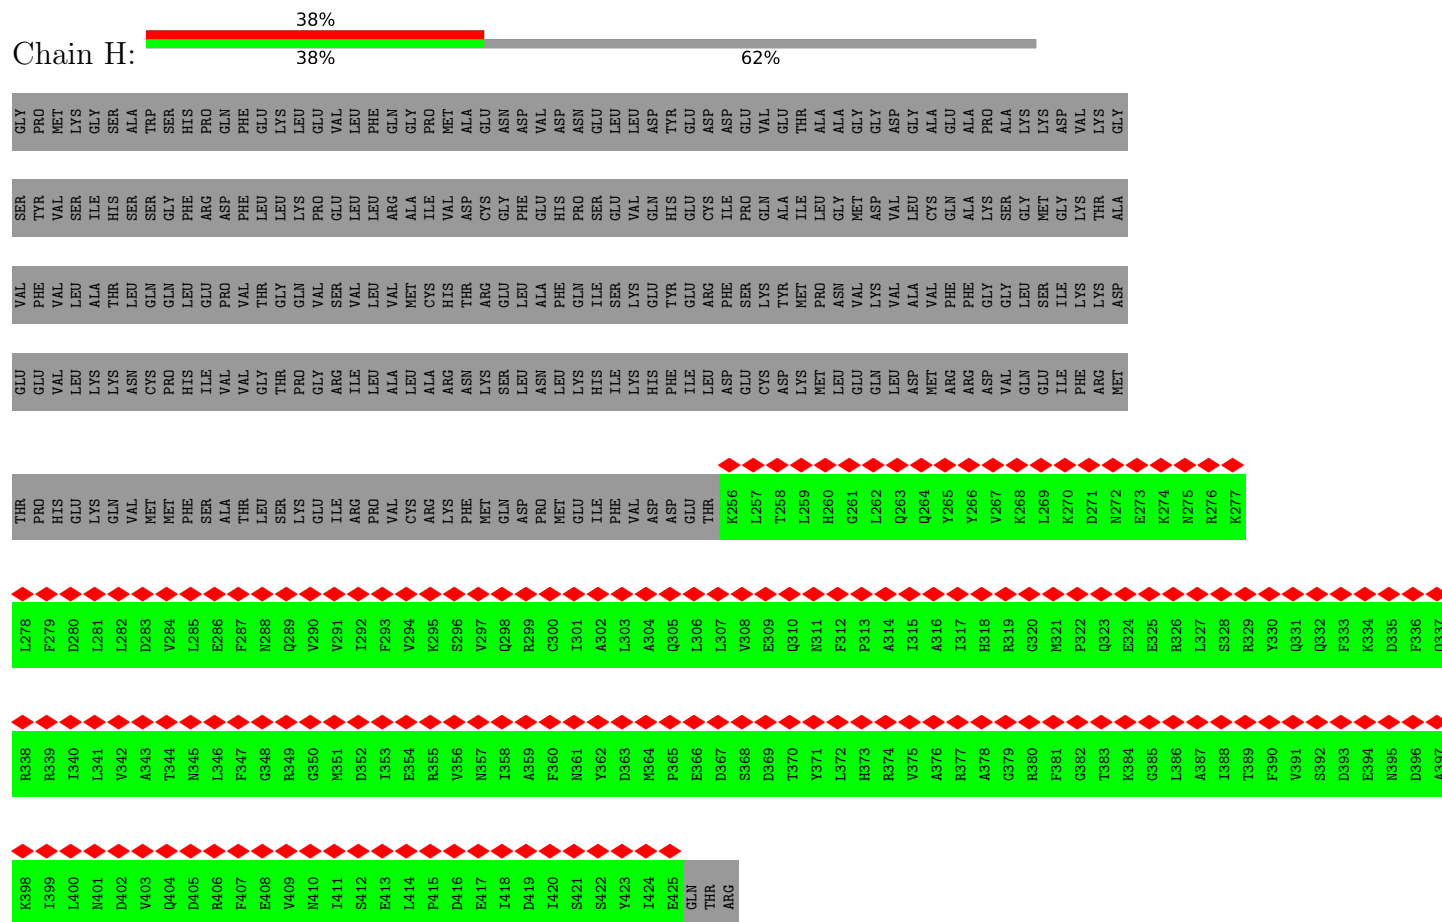 38%
Chain H:
38% 62%
GLY PRO MET LYS GLY SER ALA TRP SER HIS PRO GLN PHE GLU LYS LEU GLU VAL LEU PHE GLN GLY PRO MET ALA GLU ASN ASP VAL ASP ASN GLU LEU LEU ASP TYR GLU ASP ASP GLU VAL GLU THR ALA ALA GLY GLY ASP GLY ALA GLU ALA PRO ALA LYS LYS ASP VAL LYS GLY
SER TYR VAL SER ILE HIS SER SER GLY PHE ARG ASP PHE LEU LEU LYS PRO GLU LEU LEU ARG ALA ILE VAL ASP CYS GLY PHE GLU HIS PRO SER GLU VAL GLN HIS GLU CYS ILE PRO GLN ALA ILE LEU GLY MET ASP VAL LEU CYS GLN ALA LYS SER GLY MET GLY LYS THR ALA
VAL PHE VAL LEU ALA THR LEU GLN GLN LEU GLU PRO VAL THR GLY GLN VAL SER VAL LEU VAL MET CYS HIS THR ARG GLU LEU ALA PHE GLN ILE SER LYS GLU TYR GLU ARG PHE SER LYS TYR MET PRO ASN VAL LYS VAL ALA VAL PHE PHE GLY GLY LEU SER ILE LYS LYS ASP
GLU GLU VAL LEU LYS LYS ASN CYS PRO HIS ILE VAL VAL GLY THR PRO GLY ARG ILE LEU ALA LEU ALA ARG ASN LYS SER LEU ASN LEU LYS HIS ILE LYS HIS PHE ILE LEU ASP GLU CYS ASP LYS MET LEU GLU GLN LEU ASP MET ARG ARG ASP VAL GLN GLU ILE PHE ARG MET
THR PRO HIS GLU LYS GLN VAL MET MET PHE SER ALA THR LEU SER LYS GLU ILE ARG PRO VAL CYS ARG LYS PHE MET GLN ASP PRO MET GLU ILE PHE VAL ASP ASP GLU THR K256 L257 T258 L259 H260 G261 L262 Q263 Q264 Y265 Y266 V267 K268 L269 K270 D271 N272 E273 K274 N275 R276 K277
L278 F279 D280 L281 L282 D283 V284 L285 E286 F287 N288 Q289 V290 V291 I292 F293 V294 K295 S296 V297 Q298 R299 C300 I301 A302 L303 A304 Q305 L306 L307 V308 E309 Q310 N311 F312 P313 A314 I315 A316 I317 H318 R319 G320 M321 P322 Q323 E324 E325 R326 L327 S328 R329 Y330 Q331 Q332 F333 K334 D335 F336 Q337
R338 R339 I340 L341 V342 A343 T344 N345 L346 F347 G348 R349 G350 M351 D352 I353 E354 R355 V356 N357 I358 A359 F360 N361 Y362 D363 M364 P365 E366 D367 S368 D369 T370 Y371 L372 H373 R374 V375 A376 R377 A378 G379 R380 F381 G382 T383 K384 G385 L386 A387 I388 T389 F390 V391 S392 D393 E394 N395 D396 A397
K398 I399 L400 N401 D402 V403 Q404 D405 R406 F407 E408 V409 N410 I411 S412 E413 L414 P415 D416 E417 I418 D419 I420 S421 S422 Y423 I424 E425 GLN THR ARG